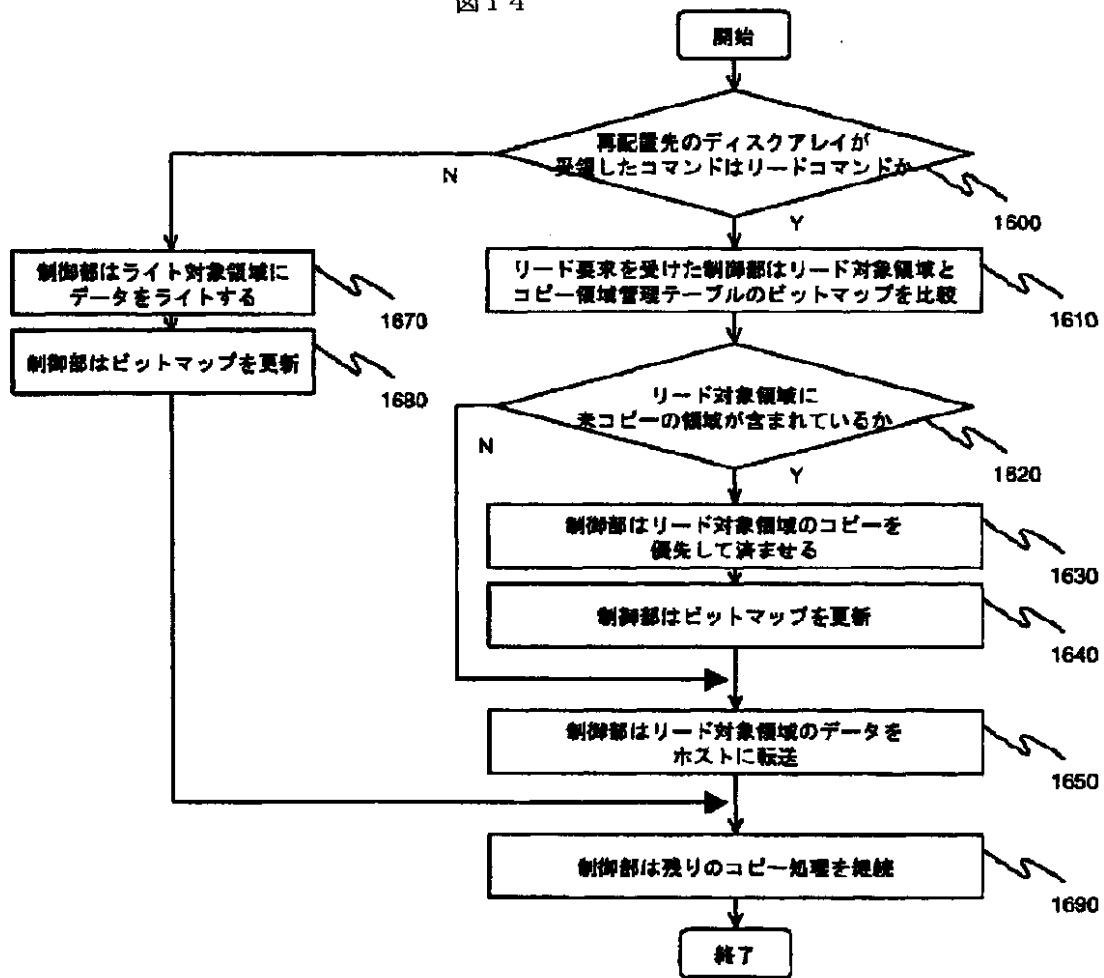 図14
開始
再配置先のディスクアレイが
受領したコマンドはリードコマンドか
N
Y
1600
制御部はライト対象領域に
データをライトする
1670
リード要求を受けた制御部はリード対象領域と
コピー領域管理テーブルのビットマップを比較
1610
制御部はビットマップを更新
1680
リード対象領域に
未コピーの領域が含まれているか
N
Y
1620
制御部はリード対象領域のコピーを
優先して済ませる
1630
制御部はビットマップを更新
1640
制御部はリード対象領域のデータを
ホストに転送
1650
制御部は残りのコピー処理を継続
1690
終了